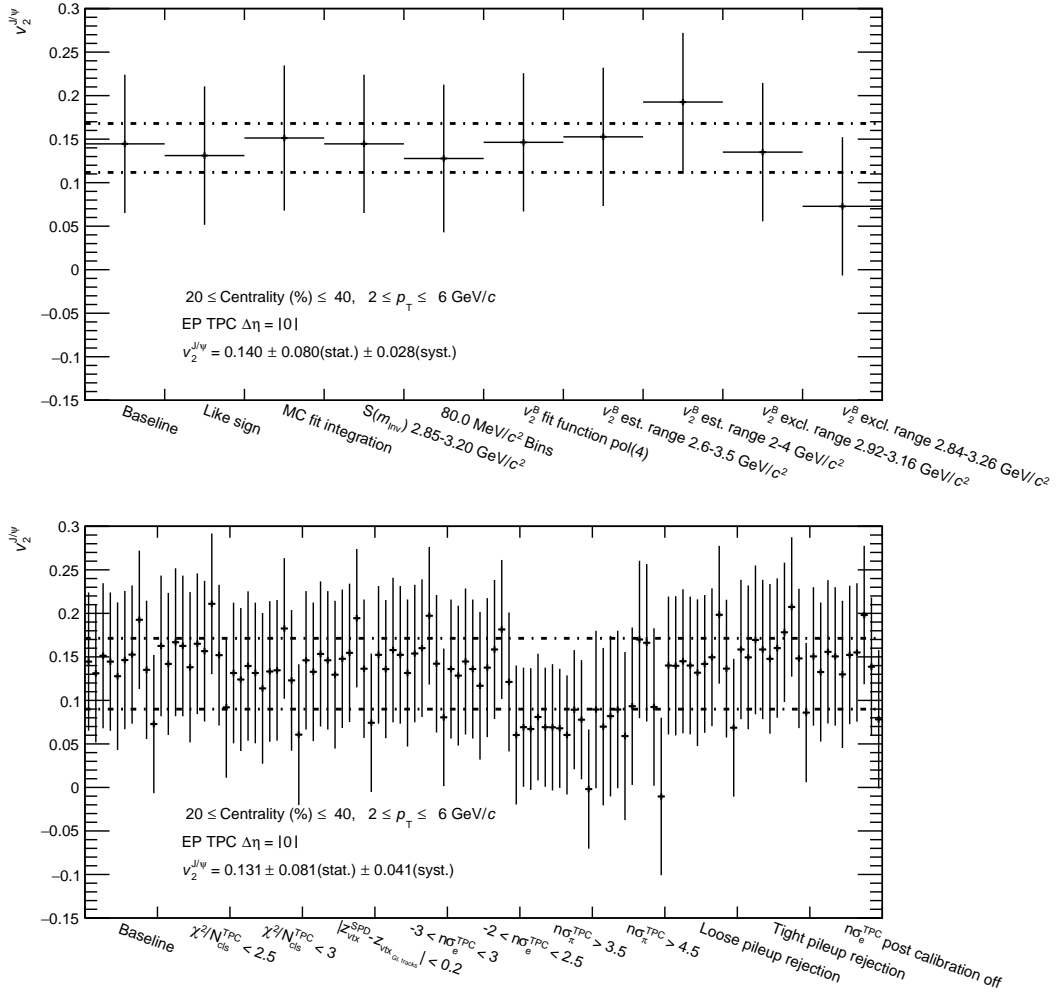 v₂^J/ψ
0.3
0.25
0.2
0.15
0.1
0.05
0
−0.05
−0.1
−0.15
20 ≤ Centrality (%) ≤ 40, 2 ≤ p_T ≤ 6 GeV/c
EP TPC Δη = |0|
v₂^J/ψ = 0.140 ± 0.080(stat.) ± 0.028(syst.)
Baseline
Like sign
MC fit integration
S(m_Inv) 2.85-3.20 GeV/c²
80.0 MeV/c² Bins
v₂^B fit function pol(4)
v₂^B est. range 2.6-3.5 GeV/c²
v₂^B est. range 2-4 GeV/c²
v₂^B excl. range 2.92-3.16 GeV/c²
v₂^B excl. range 2.84-3.26 GeV/c²
v₂^J/ψ
0.3
0.25
0.2
0.15
0.1
0.05
0
−0.05
−0.1
−0.15
20 ≤ Centrality (%) ≤ 40, 2 ≤ p_T ≤ 6 GeV/c
EP TPC Δη = |0|
v₂^J/ψ = 0.131 ± 0.081(stat.) ± 0.041(syst.)
Baseline
χ²/N_cls^TPC < 2.5
χ²/N_cls^TPC < 3
|z_vtx^SPD-z_vtx_Gl. tracks| < 0.2
-3 < nσ_e^TPC < 3
-2 < nσ_e^TPC < 2.5
nσ_π^TPC > 3.5
nσ_π^TPC > 4.5
Loose pileup rejection
Tight pileup rejection
nσ_e^TPC post calibration off